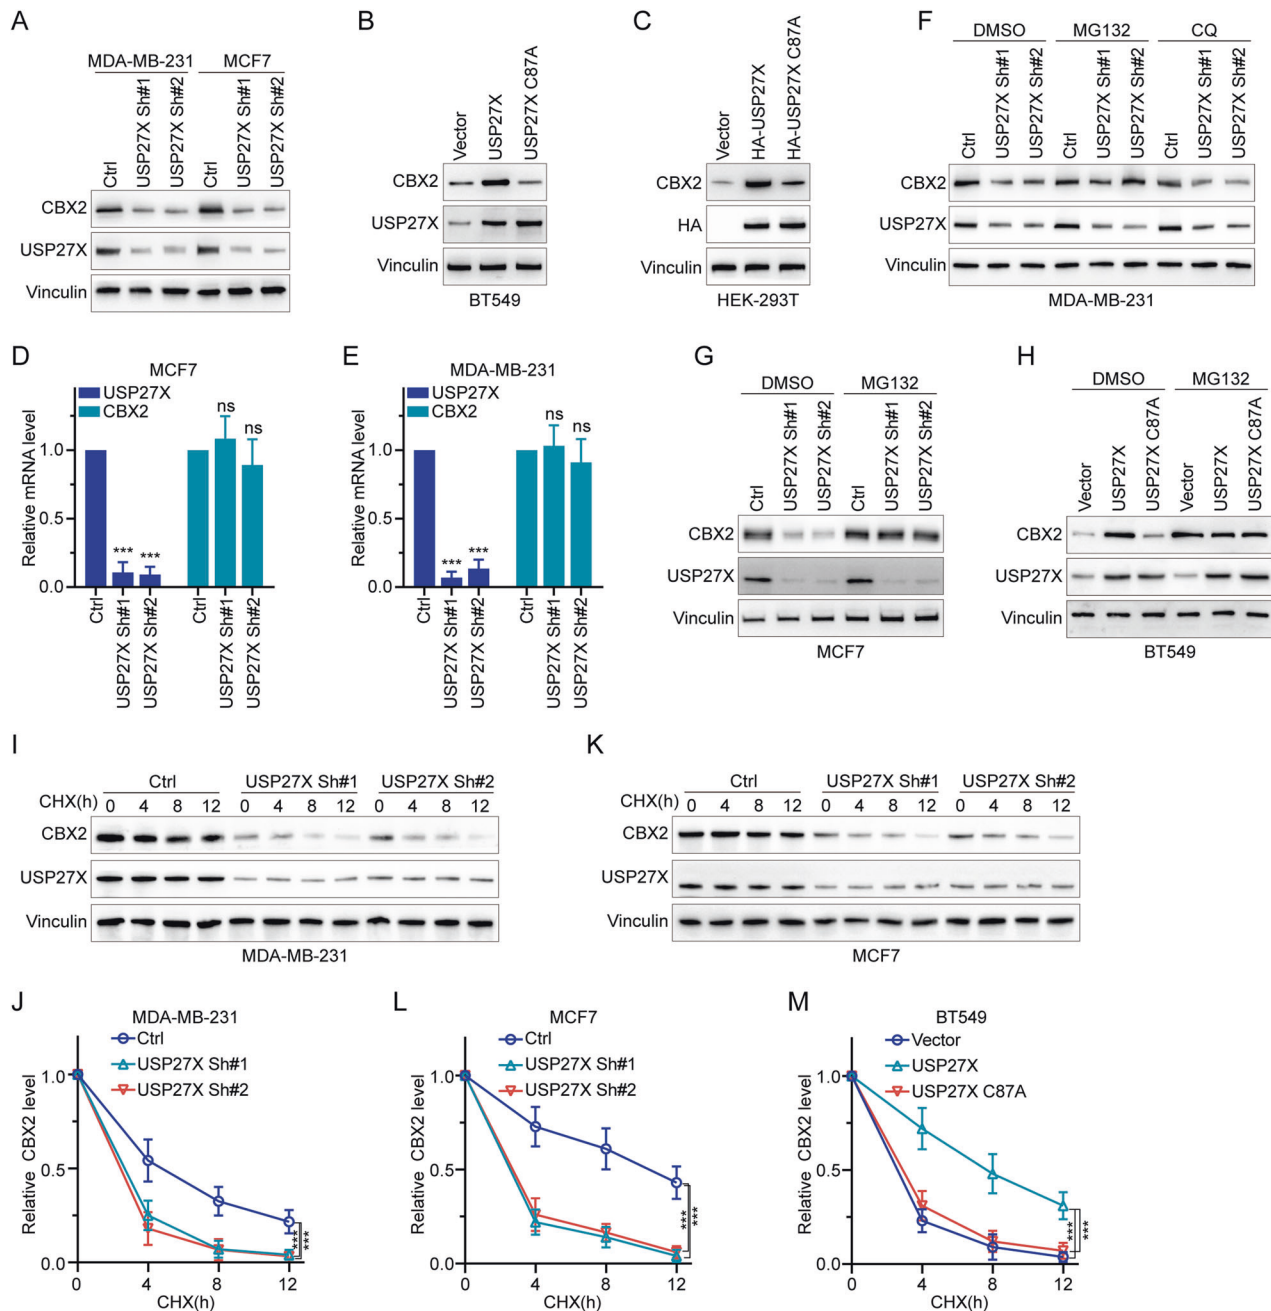 A
MDA-MB-231 MCF7
Ctrl
USP27X Sh#1
USP27X Sh#2
Ctrl
USP27X Sh#1
USP27X Sh#2
CBX2
USP27X
Vinculin
B
Vector
USP27X
USP27X C87A
CBX2
USP27X
Vinculin
BT549
C
Vector
HA-USP27X
HA-USP27X C87A
CBX2
HA
Vinculin
HEK-293T
F
DMSO MG132 CQ
Ctrl
USP27X Sh#1
USP27X Sh#2
Ctrl
USP27X Sh#1
USP27X Sh#2
Ctrl
USP27X Sh#1
USP27X Sh#2
CBX2
USP27X
Vinculin
MDA-MB-231
D
MCF7
USP27X
CBX2
Relative mRNA level
1.0
0.5
0.0
*** ***
ns ns
Ctrl
USP27X Sh#1
USP27X Sh#2
Ctrl
USP27X Sh#1
USP27X Sh#2
E
MDA-MB-231
USP27X
CBX2
Relative mRNA level
1.0
0.5
0.0
*** ***
ns ns
Ctrl
USP27X Sh#1
USP27X Sh#2
Ctrl
USP27X Sh#1
USP27X Sh#2
G
DMSO MG132
Ctrl
USP27X Sh#1
USP27X Sh#2
Ctrl
USP27X Sh#1
USP27X Sh#2
CBX2
USP27X
Vinculin
MCF7
H
DMSO MG132
Vector
USP27X
USP27X C87A
Vector
USP27X
USP27X C87A
CBX2
USP27X
Vinculin
BT549
I
Ctrl USP27X Sh#1 USP27X Sh#2
CHX(h) 0 4 8 12 0 4 8 12 0 4 8 12
CBX2
USP27X
Vinculin
MDA-MB-231
K
Ctrl USP27X Sh#1 USP27X Sh#2
CHX(h) 0 4 8 12 0 4 8 12 0 4 8 12
CBX2
USP27X
Vinculin
MCF7
J
MDA-MB-231
Ctrl
USP27X Sh#1
USP27X Sh#2
Relative CBX2 level
1.0
0.5
0.0
***
***
0 4 8 12
CHX(h)
L
MCF7
Ctrl
USP27X Sh#1
USP27X Sh#2
Relative CBX2 level
1.0
0.5
0.0
***
***
0 4 8 12
CHX(h)
M
BT549
Vector
USP27X
USP27X C87A
Relative CBX2 level
1.0
0.5
0.0
***
***
0 4 8 12
CHX(h)